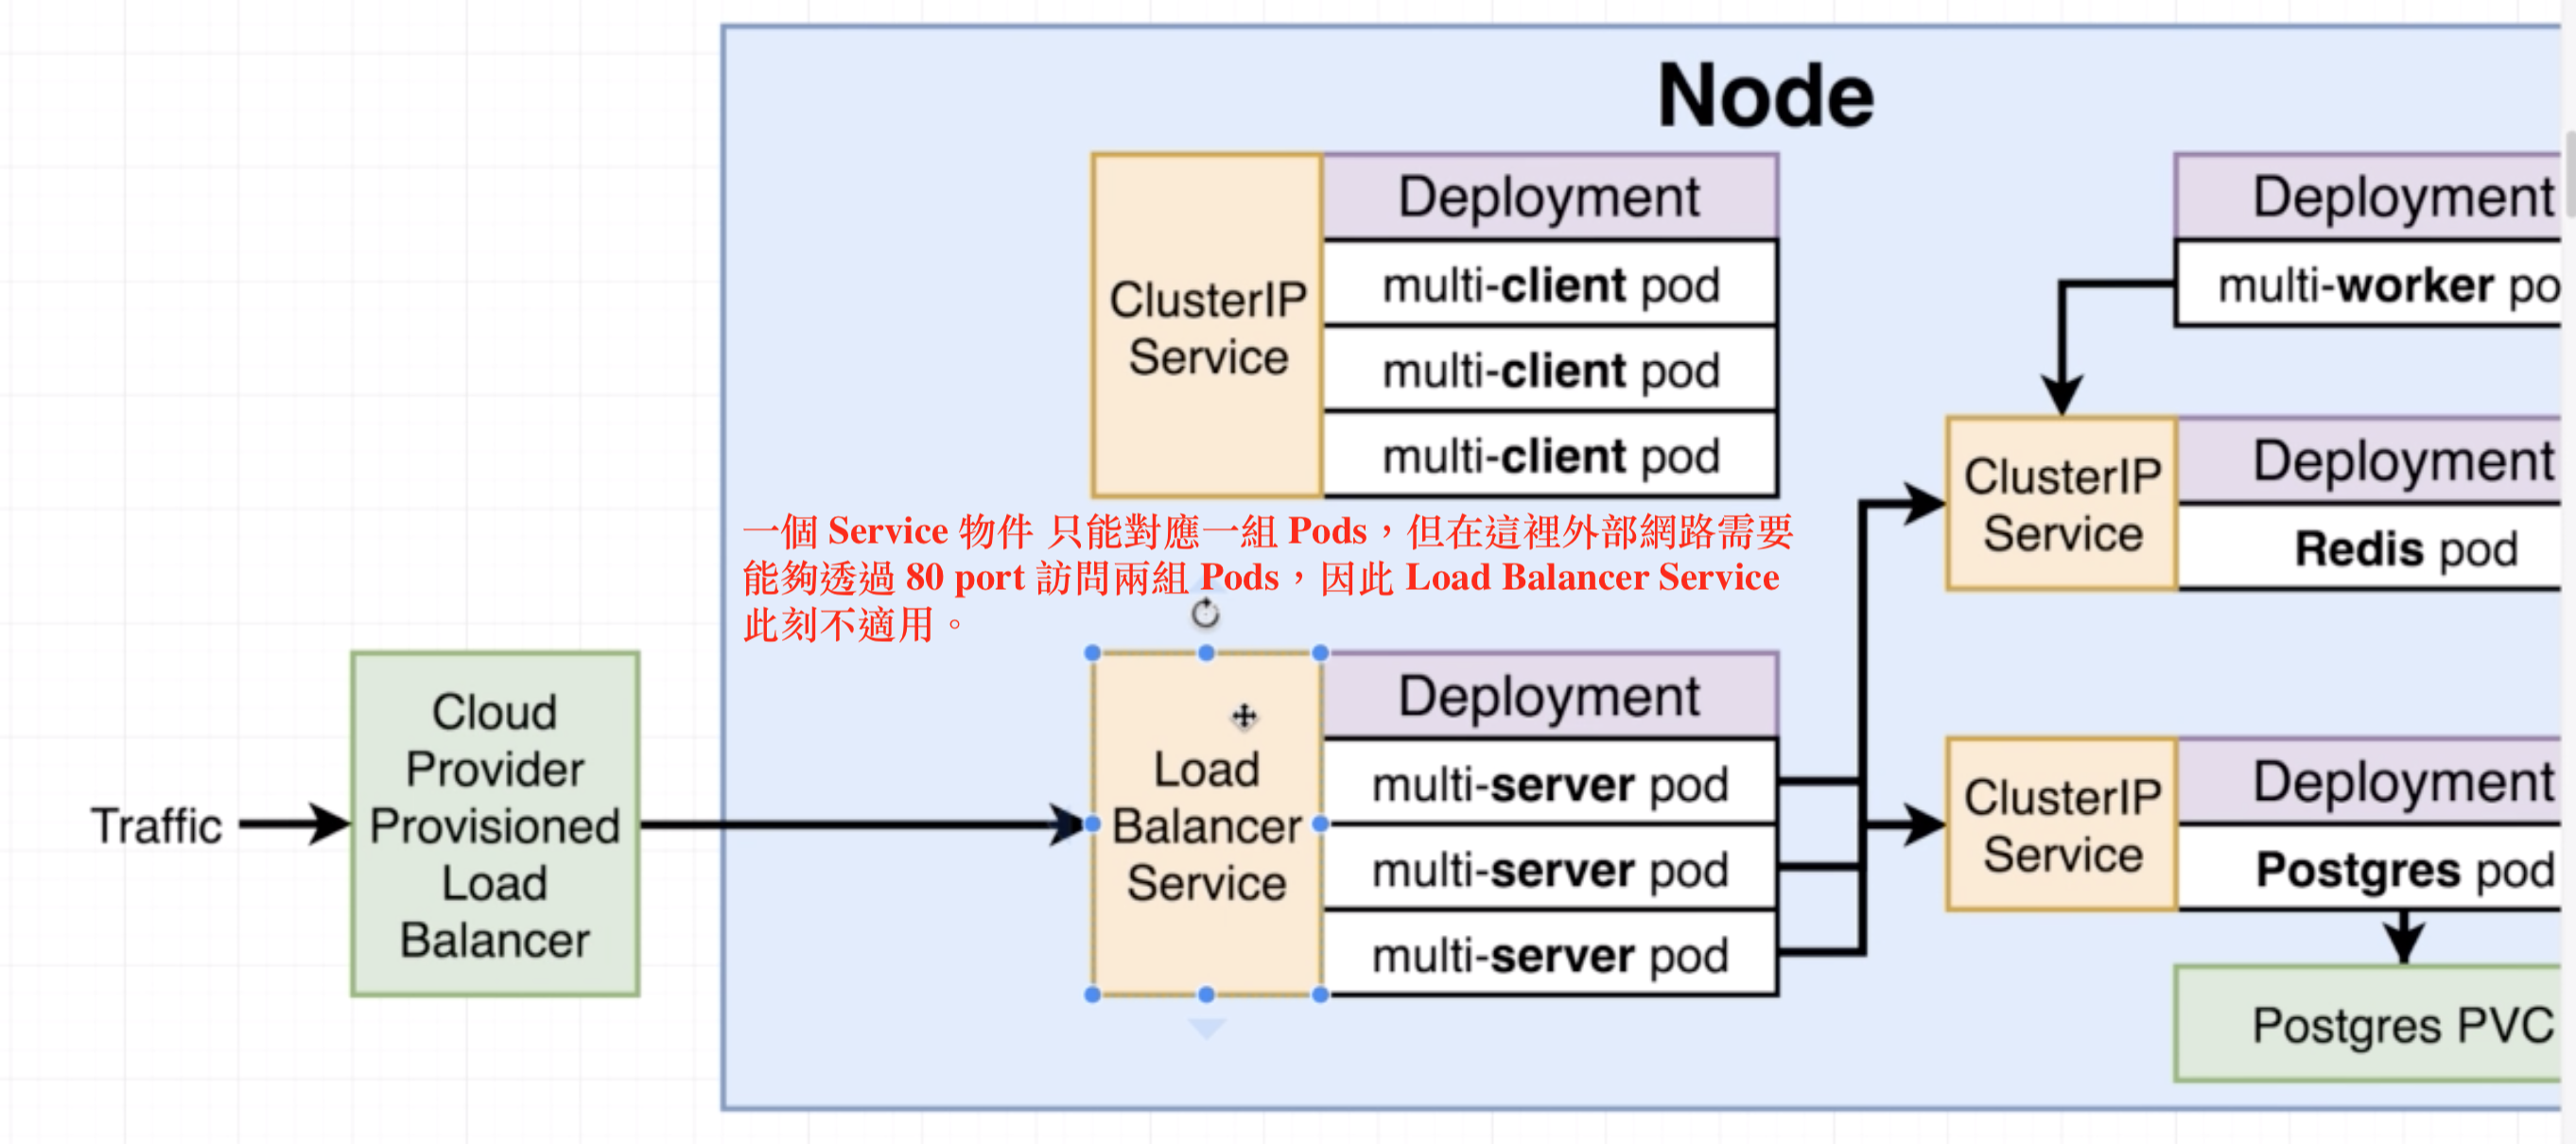 Node
ClusterIP
Service
Deployment
multi-client pod
multi-client pod
multi-client pod
Deployment
multi-worker po
ClusterIP
Service
Deployment
Redis pod
一個 Service 物件 只能對應一組 Pods，但在這裡外部網路需要
能夠透過 80 port 訪問兩組 Pods，因此 Load Balancer Service
此刻不適用。
Traffic
Cloud
Provider
Provisioned
Load
Balancer
Load
Balancer
Service
Deployment
multi-server pod
multi-server pod
multi-server pod
ClusterIP
Service
Deployment
Postgres pod
Postgres PVC